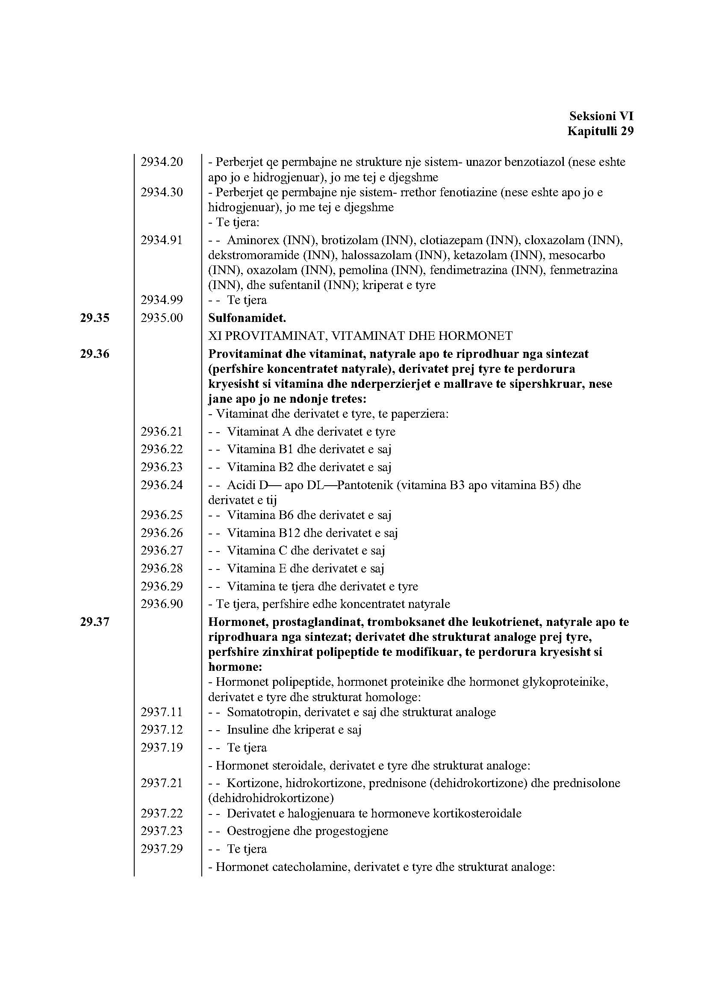 Seksioni VI
Kapitulli 29
2934.20 - Perberjet qe permbajne ne strukture nje sistem- unazor benzotiazol (nese eshte
apo jo e hidrogjenuar), jo me tej e djegshme
2934.30 - Perberjet qe permbajne nje sistem- rrethor fenotiazine (nese eshte apo jo e
hidrogjenuar), jo me tej e djegshme
- Te tjera:
2934.91 - - Aminorex (INN), brotizolam (INN), clotiazepam (INN), cloxazolam (INN),
dekstromoramide (INN), halossazolam (INN), ketazolam (INN), mesocarbo
(INN), oxazolam (INN), pemolina (INN), fendimetrazina (INN), fenmetrazina
(INN), dhe sufentanil (INN); kriperat e tyre
2934.99 - - Te tjera
29.35 2935.00 Sulfonamidet.
XI PROVITAMINAT, VITAMINAT DHE HORMONET
29.36 Provitaminat dhe vitaminat, natyrale apo te riprodhuar nga sintezat
(perfshire koncentratet natyrale), derivatet prej tyre te perdorura
kryesisht si vitamina dhe nderperzierjet e mallrave te sipershkruar, nese
jane apo jo ne ndonje tretes:
- Vitaminat dhe derivatet e tyre, te paperziera:
2936.21 - - Vitaminat A dhe derivatet e tyre
2936.22 - - Vitamina B1 dhe derivatet e saj
2936.23 - - Vitamina B2 dhe derivatet e saj
2936.24 - - Acidi D— apo DL—Pantotenik (vitamina B3 apo vitamina B5) dhe
derivatet e tij
2936.25 - - Vitamina B6 dhe derivatet e saj
2936.26 - - Vitamina B12 dhe derivatet e saj
2936.27 - - Vitamina C dhe derivatet e saj
2936.28 - - Vitamina E dhe derivatet e saj
2936.29 - - Vitamina te tjera dhe derivatet e tyre
2936.90 - Te tjera, perfshire edhe koncentratet natyrale
29.37 Hormonet, prostaglandinat, tromboksanet dhe leukotrienet, natyrale apo te
riprodhuara nga sintezat; derivatet dhe strukturat analoge prej tyre,
perfshire zinxhirat polipeptide te modifikuar, te perdorura kryesisht si
hormone:
- Hormonet polipeptide, hormonet proteinike dhe hormonet glykoproteinike,
derivatet e tyre dhe strukturat homologe:
2937.11 - - Somatotropin, derivatet e saj dhe strukturat analoge
2937.12 - - Insuline dhe kriperat e saj
2937.19 - - Te tjera
- Hormonet steroidale, derivatet e tyre dhe strukturat analoge:
2937.21 - - Kortizone, hidrokortizone, prednisone (dehidrokortizone) dhe prednisolone
(dehidrohidrokortizone)
2937.22 - - Derivatet e halogjenuara te hormoneve kortikosteroidale
2937.23 - - Oestrogjene dhe progestogjene
2937.29 - - Te tjera
- Hormonet catecholamine, derivatet e tyre dhe strukturat analoge: